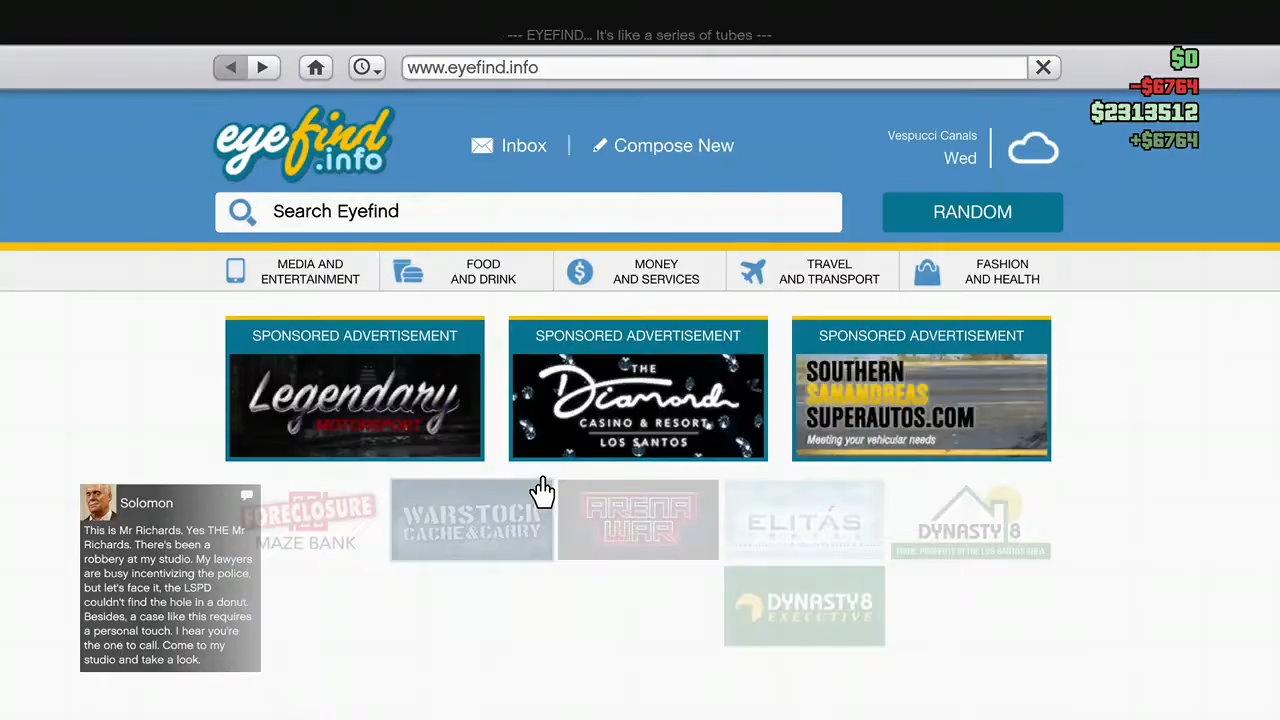 --- EYEFIND... It's like a series of tubes ---
www.eyefind.info
$0
-$6764
$2313512
+$6764
eyefind
.info
Inbox
Compose New
Vespucci Canals
Wed
Search Eyefind
RANDOM
MEDIA AND
ENTERTAINMENT
FOOD
AND DRINK
MONEY
AND SERVICES
TRAVEL
AND TRANSPORT
FASHION
AND HEALTH
SPONSORED ADVERTISEMENT
Legendary
MOTORSPORT
SPONSORED ADVERTISEMENT
THE
Diamond
CASINO & RESORT
LOS SANTOS
SPONSORED ADVERTISEMENT
SOUTHERN
SANANDREAS
SUPERAUTOS.COM
Meeting your vehicular needs
Solomon
This is Mr Richards. Yes THE Mr
Richards. There's been a
robbery at my studio. My lawyers
are busy incentivizing the police,
but let's face it, the LSPD
couldn't find the hole in a donut.
Besides, a case like this requires
a personal touch. I hear you're
the one to call. Come to my
studio and take a look.
FORECLOSURE
MAZE BANK
WARSTOCK
CACHE&CARRY
ARENA
WAR
ELITÁS
DYNASTY 8
DYNASTY 8
EXECUTIVE